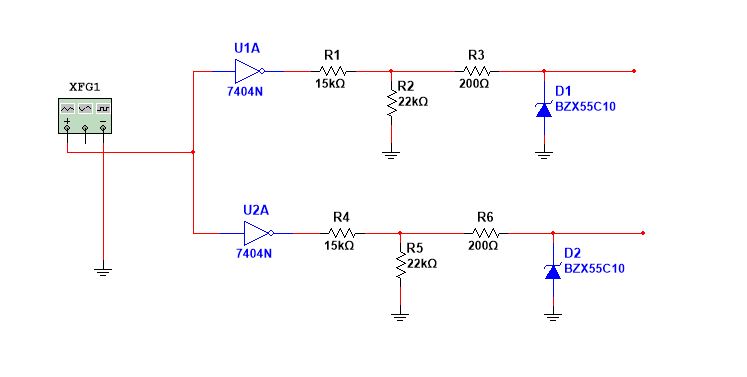 XFG1
+ −
U1A
7404N
R1
15kΩ
R2
22kΩ
R3
200Ω
D1
BZX55C10
U2A
7404N
R4
15kΩ
R5
22kΩ
R6
200Ω
D2
BZX55C10